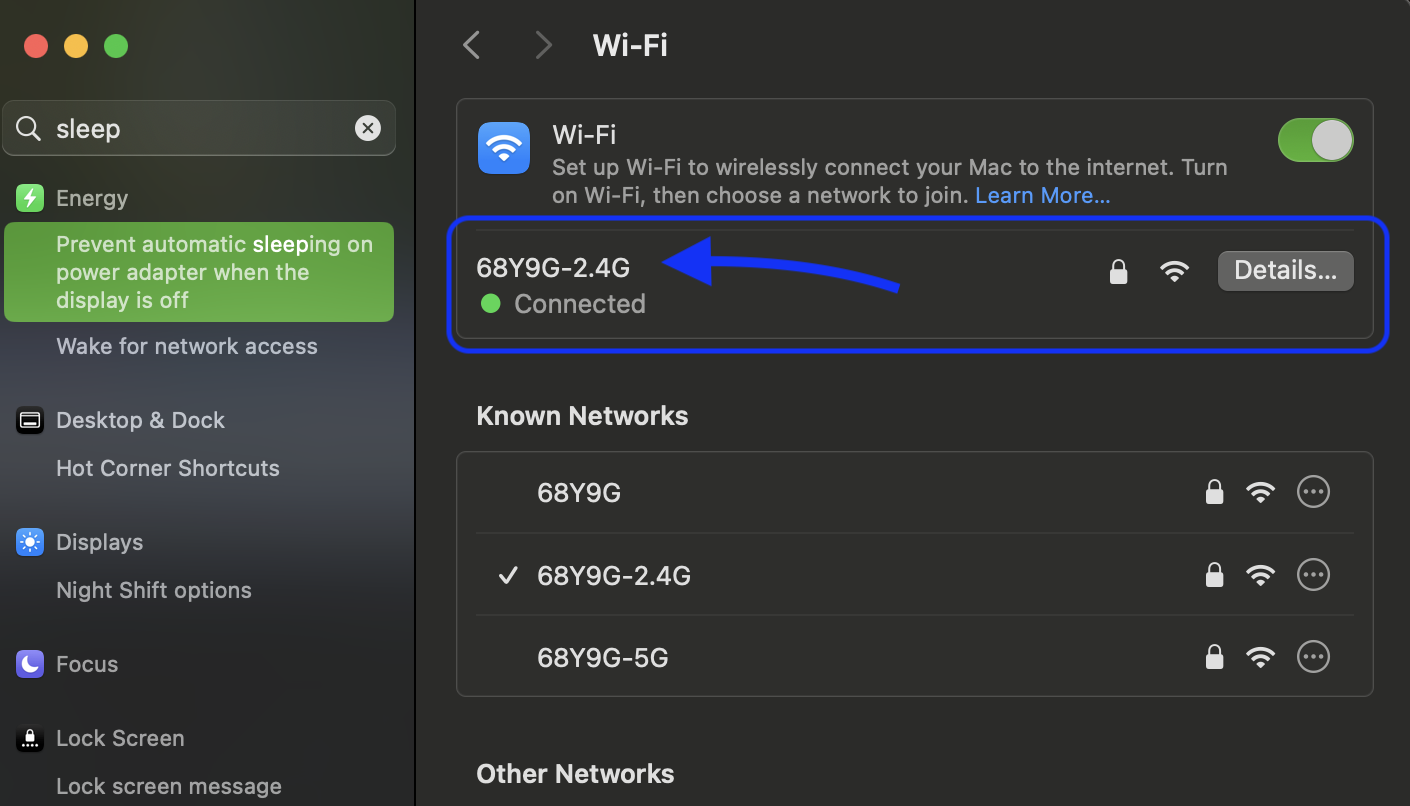 sleep
Energy
Prevent automatic sleeping on
power adapter when the
display is off
Wake for network access
Desktop & Dock
Hot Corner Shortcuts
Displays
Night Shift options
Focus
Lock Screen
Lock screen message
Wi-Fi
Wi-Fi
Set up Wi-Fi to wirelessly connect your Mac to the internet. Turn
on Wi-Fi, then choose a network to join. Learn More...
68Y9G-2.4G
Connected
Details...
Known Networks
68Y9G
68Y9G-2.4G
68Y9G-5G
Other Networks